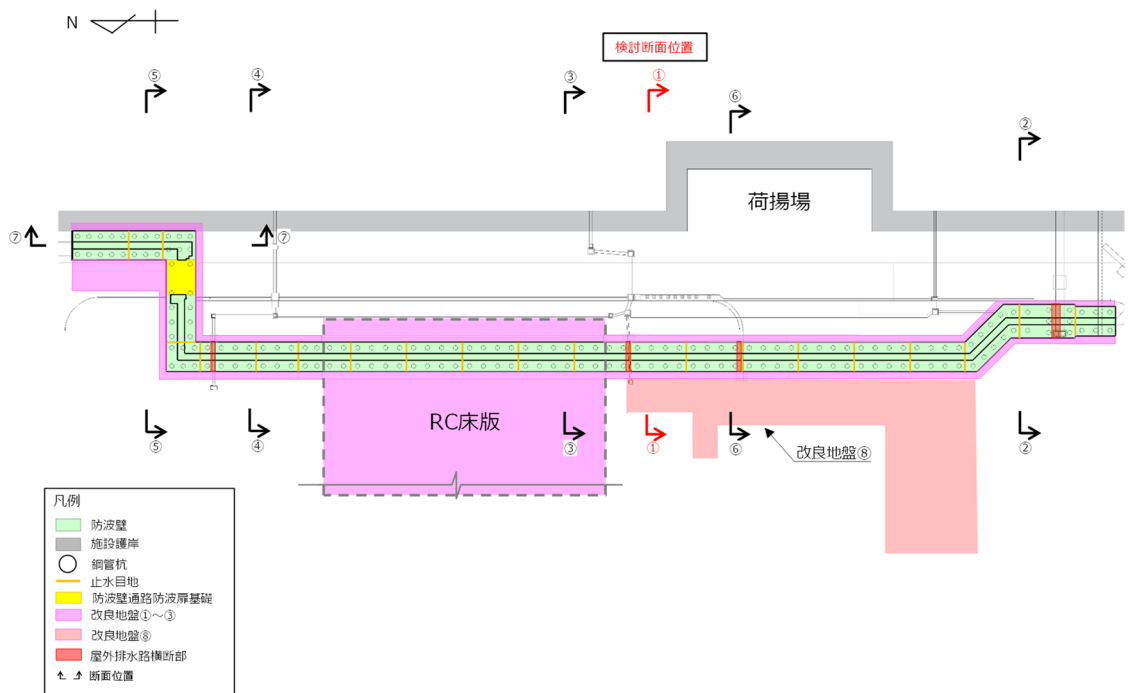 N
検討断面位置
⑤
④
③
①
⑥
②
荷揚場
⑦
⑦
RC床版
⑤
④
③
①
⑥
②
改良地盤⑧
凡例
防波壁
施設護岸
鋼管杭
止水目地
防波壁通路防波扉基礎
改良地盤①～③
改良地盤⑧
屋外排水路横断部
断面位置